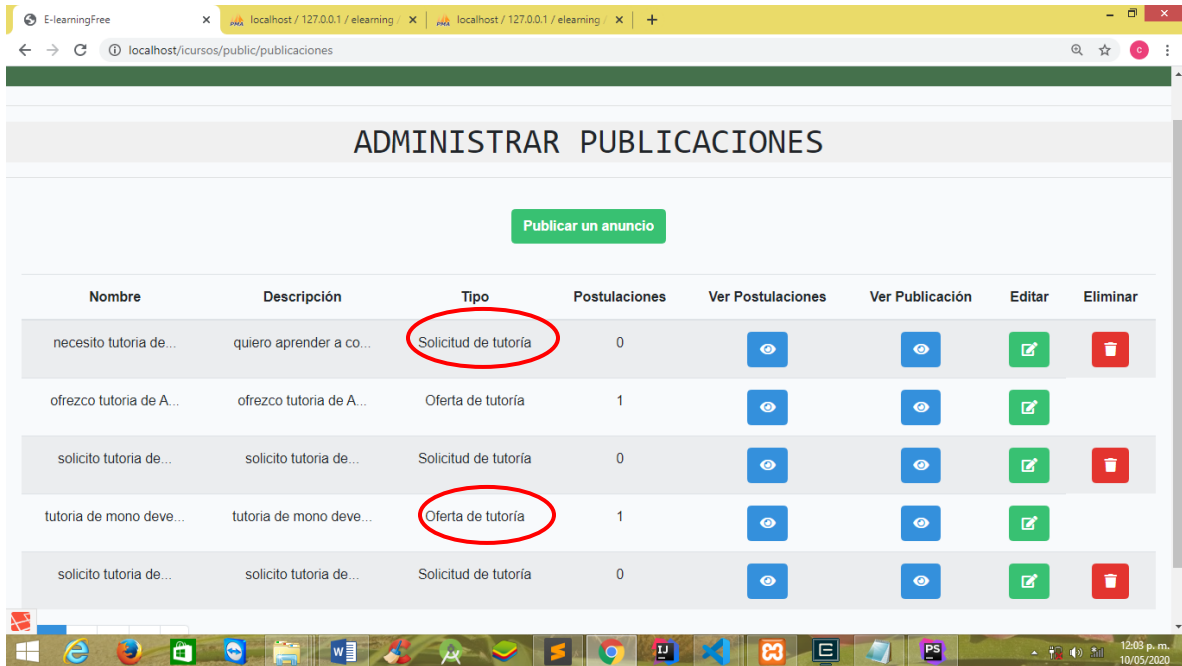 E-learningFree
localhost / 127.0.0.1 / elearning /
localhost / 127.0.0.1 / elearning /
localhost/icursos/public/publicaciones
C
ADMINISTRAR PUBLICACIONES
Publicar un anuncio
Nombre Descripción Tipo Postulaciones Ver Postulaciones Ver Publicación Editar Eliminar
necesito tutoria de... quiero aprender a co... Solicitud de tutoría 0
ofrezco tutoria de A... ofrezco tutoria de A... Oferta de tutoría 1
solicito tutoria de... solicito tutoria de... Solicitud de tutoría 0
tutoria de mono deve... tutoria de mono deve... Oferta de tutoría 1
solicito tutoria de... solicito tutoria de... Solicitud de tutoría 0
12:03 p. m.
10/05/2020